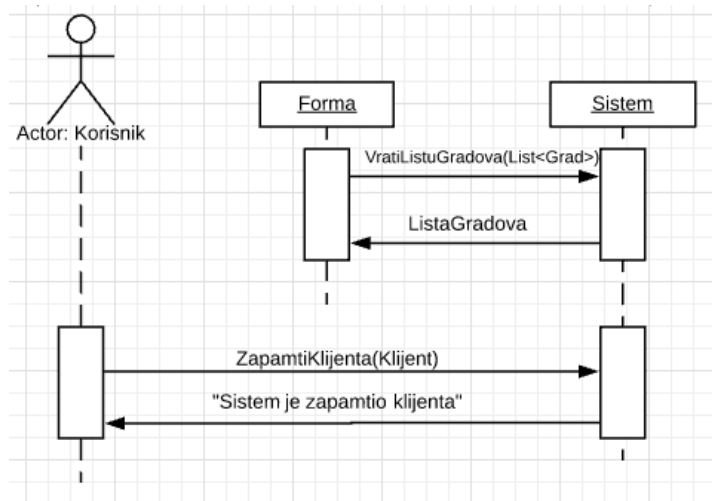 Forma
Sistem
Actor: Korisnik
VratiListuGradova(List<Grad>)
ListaGradova
ZapamtiKlijenta(Klijent)
"Sistem je zapamtio klijenta"